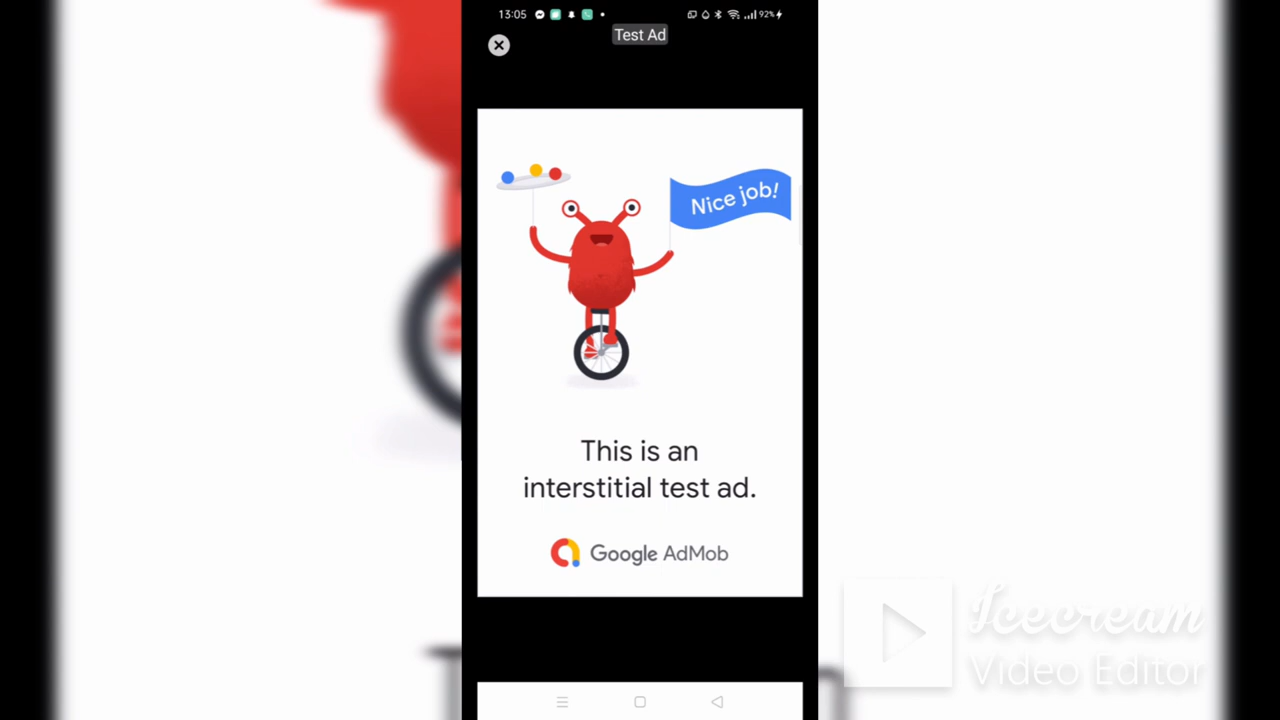 13:05
92%
Test Ad
Nice job!
This is an
interstitial test ad.
Google AdMob
Icecream
Video Editor